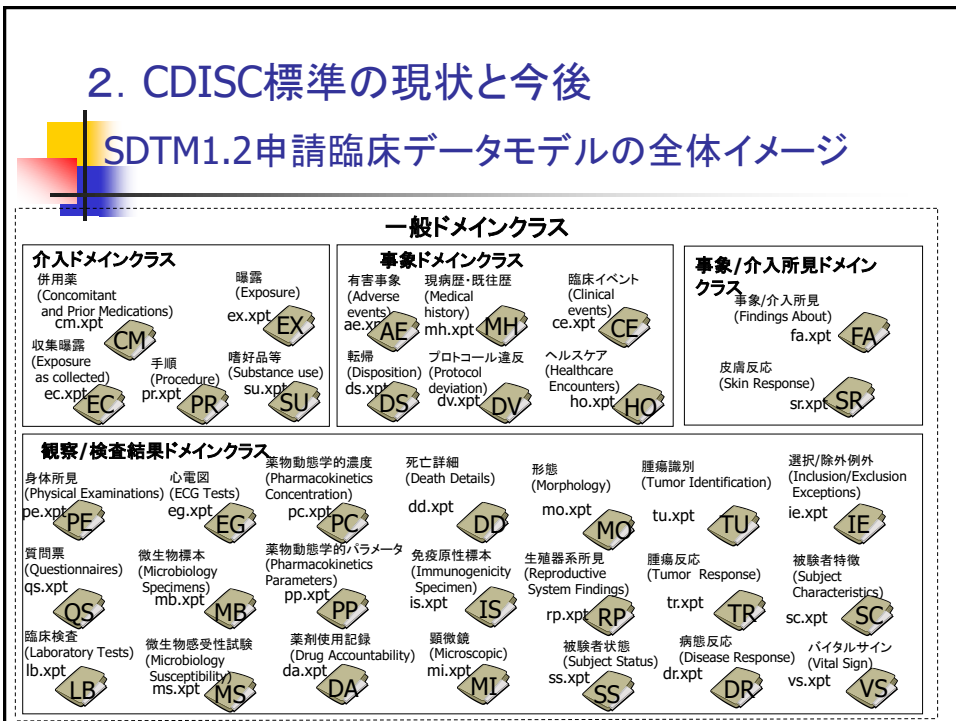 ２．CDISC標準の現状と今後
SDTM1.2申請臨床データモデルの全体イメージ
一般ドメインクラス
介入ドメインクラス
併用薬
(Concomitant
and Prior Medications)
cm.xpt
CM
曝露
(Exposure)
ex.xpt
EX
収集曝露
(Exposure
as collected)
ec.xpt
EC
手順
(Procedure)
pr.xpt
PR
嗜好品等
(Substance use)
su.xpt
SU
事象ドメインクラス
有害事象
(Adverse
events)
ae.xpt
AE
現病歴・既往歴
(Medical
history)
mh.xpt
MH
臨床イベント
(Clinical
events)
ce.xpt
CE
転帰
(Disposition)
ds.xpt
DS
プロトコール違反
(Protocol
deviation)
dv.xpt
DV
ヘルスケア
(Healthcare
Encounters)
ho.xpt
HO
事象/介入所見ドメイン
クラス
事象/介入所見
(Findings About)
fa.xpt
FA
皮膚反応
(Skin Response)
sr.xpt
SR
観察/検査結果ドメインクラス
身体所見
(Physical Examinations)
pe.xpt
PE
心電図
(ECG Tests)
eg.xpt
EG
薬物動態学的濃度
(Pharmacokinetics
Concentration)
pc.xpt
PC
死亡詳細
(Death Details)
dd.xpt
DD
形態
(Morphology)
mo.xpt
MO
腫瘍識別
(Tumor Identification)
tu.xpt
TU
選択/除外例外
(Inclusion/Exclusion
Exceptions)
ie.xpt
IE
質問票
(Questionnaires)
qs.xpt
QS
微生物標本
(Microbiology
Specimens)
mb.xpt
MB
薬物動態学的パラメータ
(Pharmacokinetics
Parameters)
pp.xpt
PP
免疫原性標本
(Immunogenicity
Specimen)
is.xpt
IS
生殖器系所見
(Reproductive
System Findings)
rp.xpt
RP
腫瘍反応
(Tumor Response)
tr.xpt
TR
被験者特徴
(Subject
Characteristics)
sc.xpt
SC
臨床検査
(Laboratory Tests)
lb.xpt
LB
微生物感受性試験
(Microbiology
Susceptibility)
ms.xpt
MS
薬剤使用記録
(Drug Accountability)
da.xpt
DA
顕微鏡
(Microscopic)
mi.xpt
MI
被験者状態
(Subject Status)
ss.xpt
SS
病態反応
(Disease Response)
dr.xpt
DR
バイタルサイン
(Vital Sign)
vs.xpt
VS